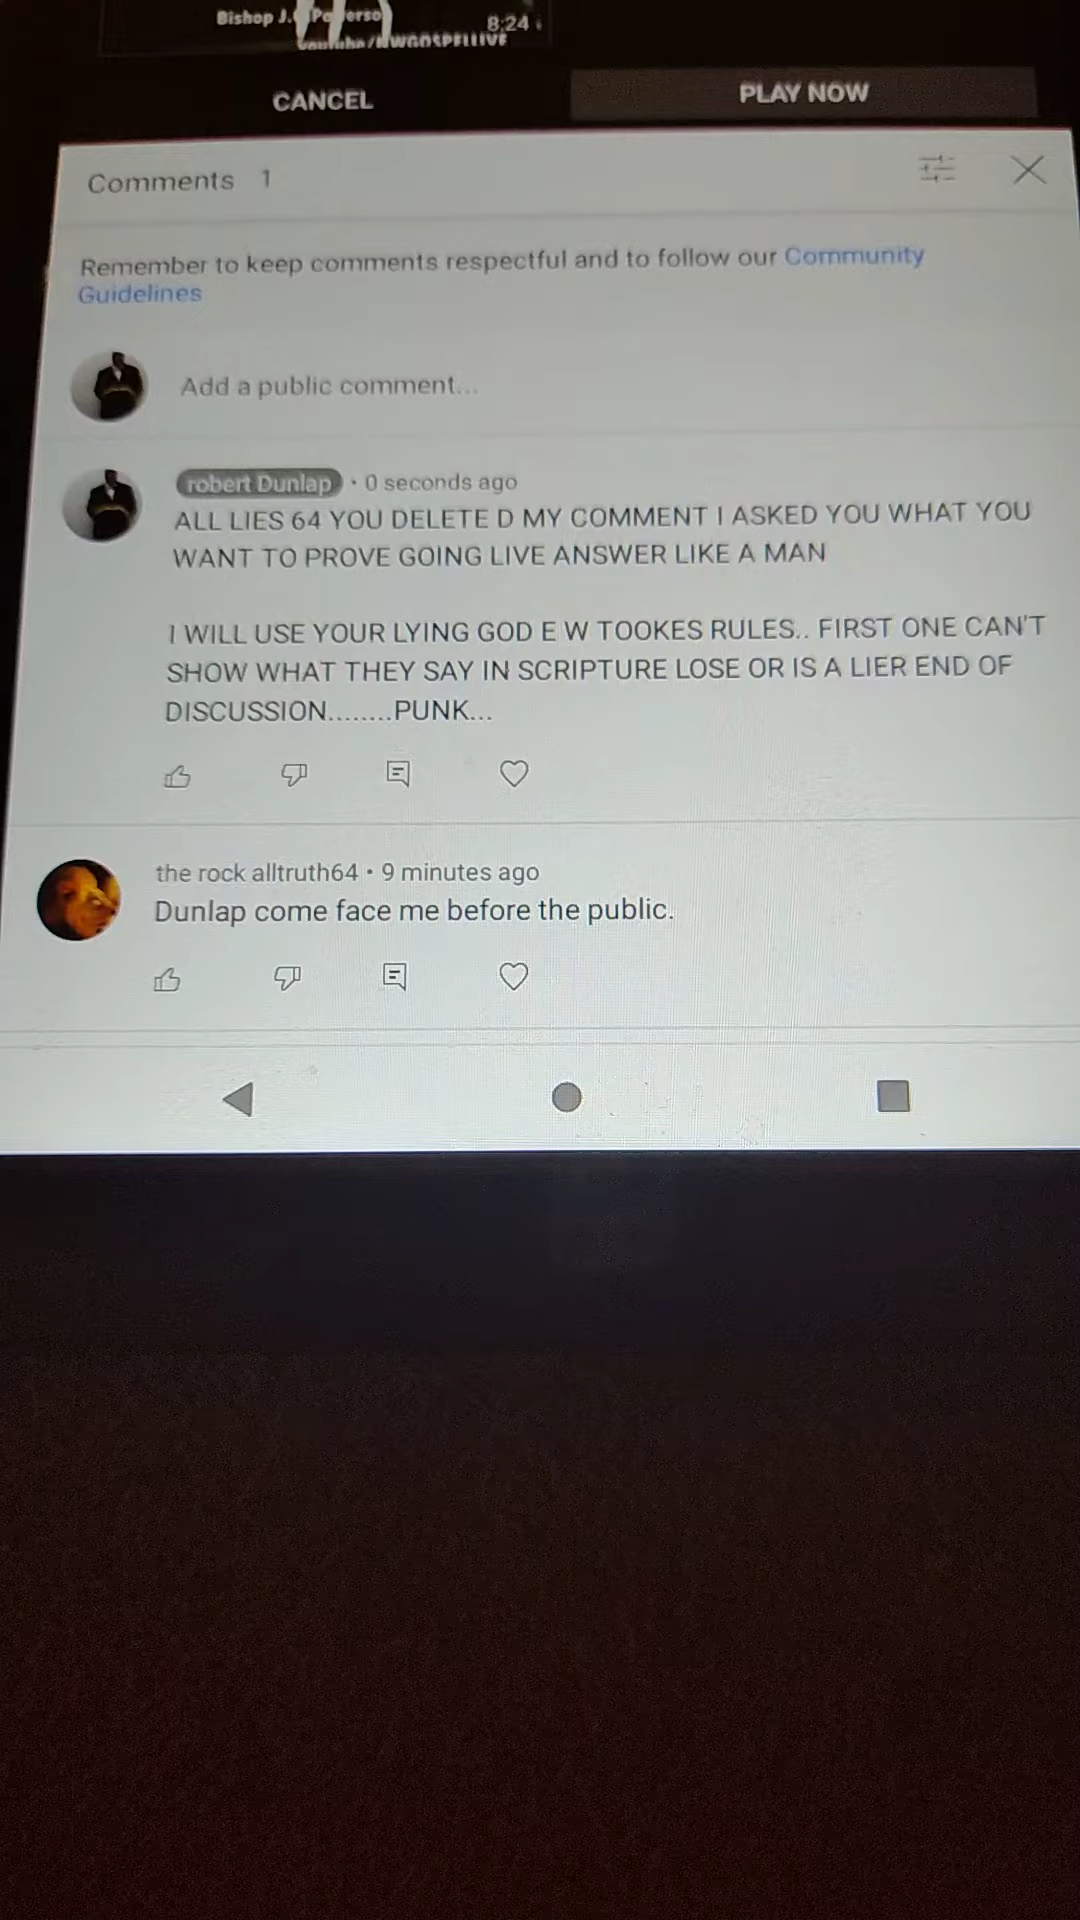 Bishop J.
8:24
CANCEL
PLAY NOW
Comments 1
Remember to keep comments respectful and to follow our Community
Guidelines
Add a public comment...
robert Dunlap • 0 seconds ago
ALL LIES 64 YOU DELETE D MY COMMENT I ASKED YOU WHAT YOU
WANT TO PROVE GOING LIVE ANSWER LIKE A MAN
I WILL USE YOUR LYING GOD E W TOOKES RULES.. FIRST ONE CAN'T
SHOW WHAT THEY SAY IN SCRIPTURE LOSE OR IS A LIER END OF
DISCUSSION........PUNK...
the rock alltruth64 • 9 minutes ago
Dunlap come face me before the public.